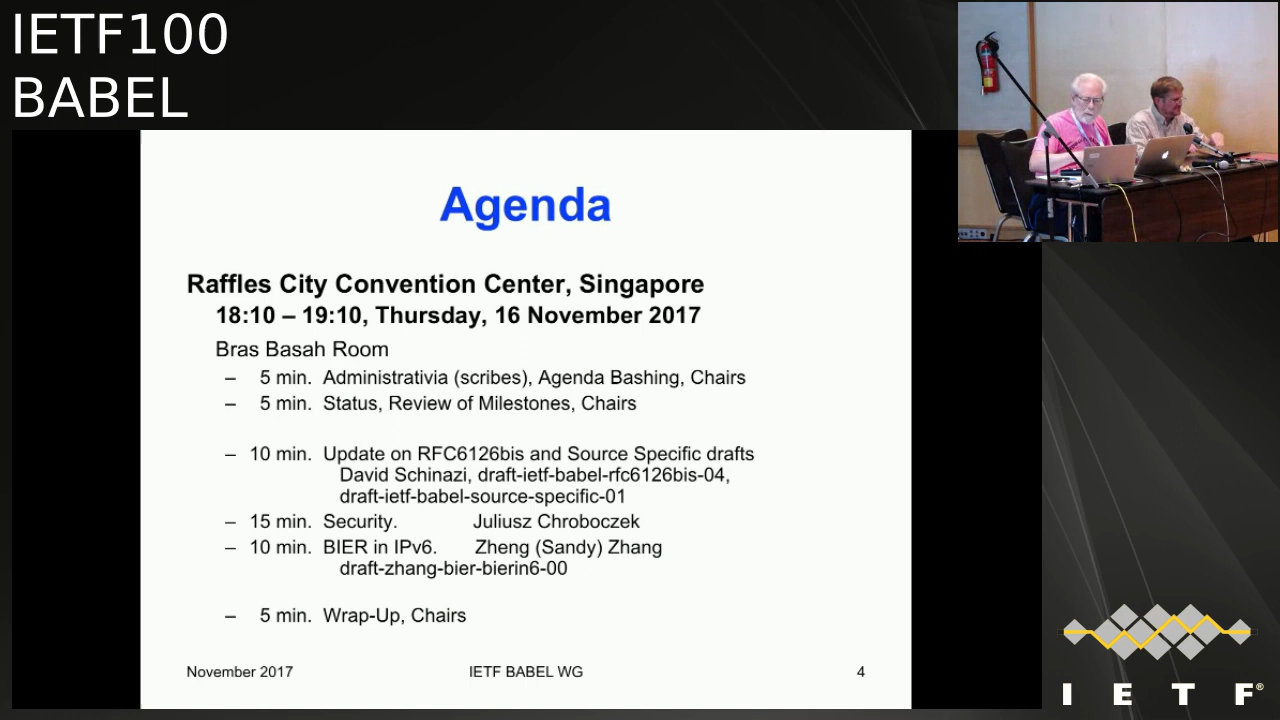 IETF100
BABEL
Agenda
Raffles City Convention Center, Singapore
18:10 – 19:10, Thursday, 16 November 2017
Bras Basah Room
– 5 min. Administrativia (scribes), Agenda Bashing, Chairs
– 5 min. Status, Review of Milestones, Chairs
– 10 min. Update on RFC6126bis and Source Specific drafts
David Schinazi, draft-ietf-babel-rfc6126bis-04,
draft-ietf-babel-source-specific-01
– 15 min. Security. Juliusz Chroboczek
– 10 min. BIER in IPv6. Zheng (Sandy) Zhang
draft-zhang-bier-bierin6-00
– 5 min. Wrap-Up, Chairs
November 2017 IETF BABEL WG 4
I E T F®